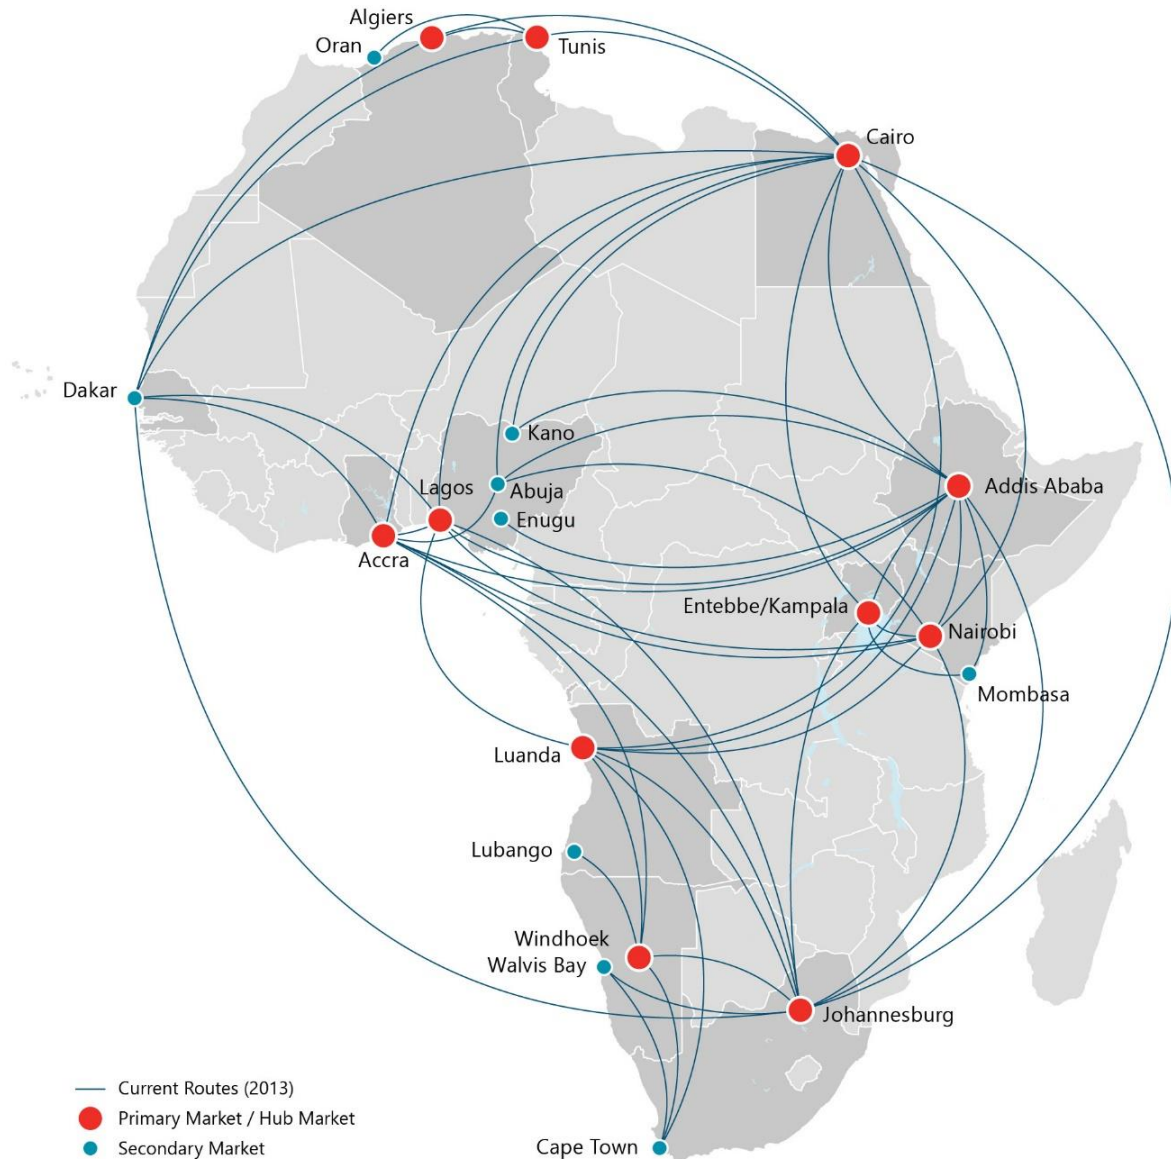 Algiers
Oran
Tunis
Cairo
Dakar
Kano
Abuja
Lagos
Enugu
Accra
Addis Ababa
Entebbe/Kampala
Nairobi
Mombasa
Luanda
Lubango
Windhoek
Walvis Bay
Johannesburg
Cape Town
Current Routes (2013)
Primary Market / Hub Market
Secondary Market